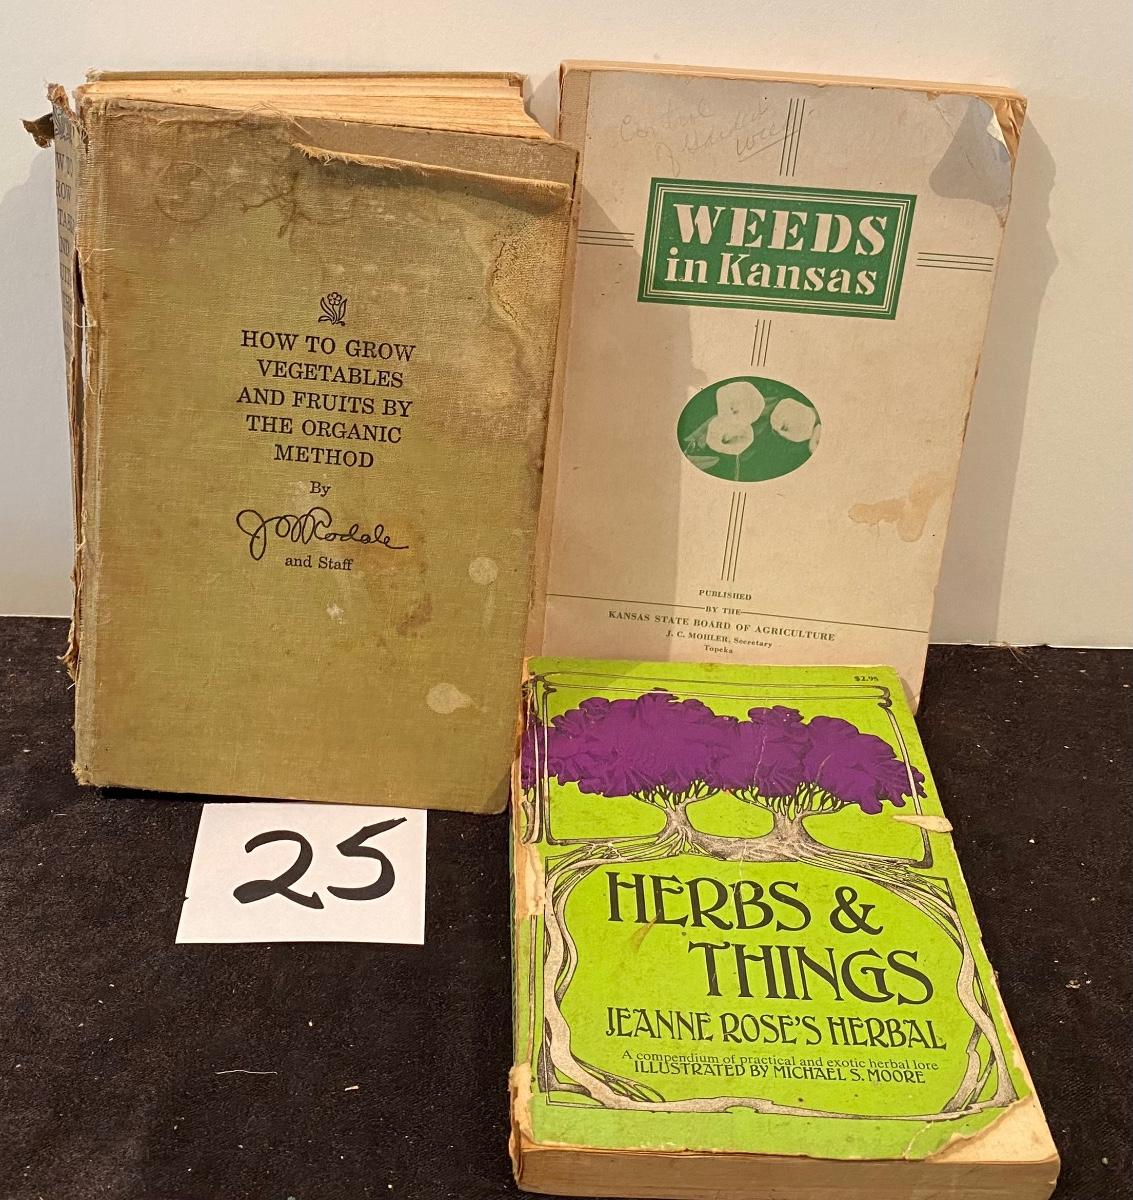 HOW TO GROW
VEGETABLES
AND FRUITS BY
THE ORGANIC
METHOD
By
J I Rodale
and Staff
Control
WEEDS
in Kansas
PUBLISHED
BY THE
KANSAS STATE BOARD OF AGRICULTURE
J. C. MOHLER, Secretary
Topeka
25
$2.95
HERBS &
THINGS
JEANNE ROSE'S HERBAL
A compendium of practical and exotic herbal lore
ILLUSTRATED BY MICHAEL S. MOORE